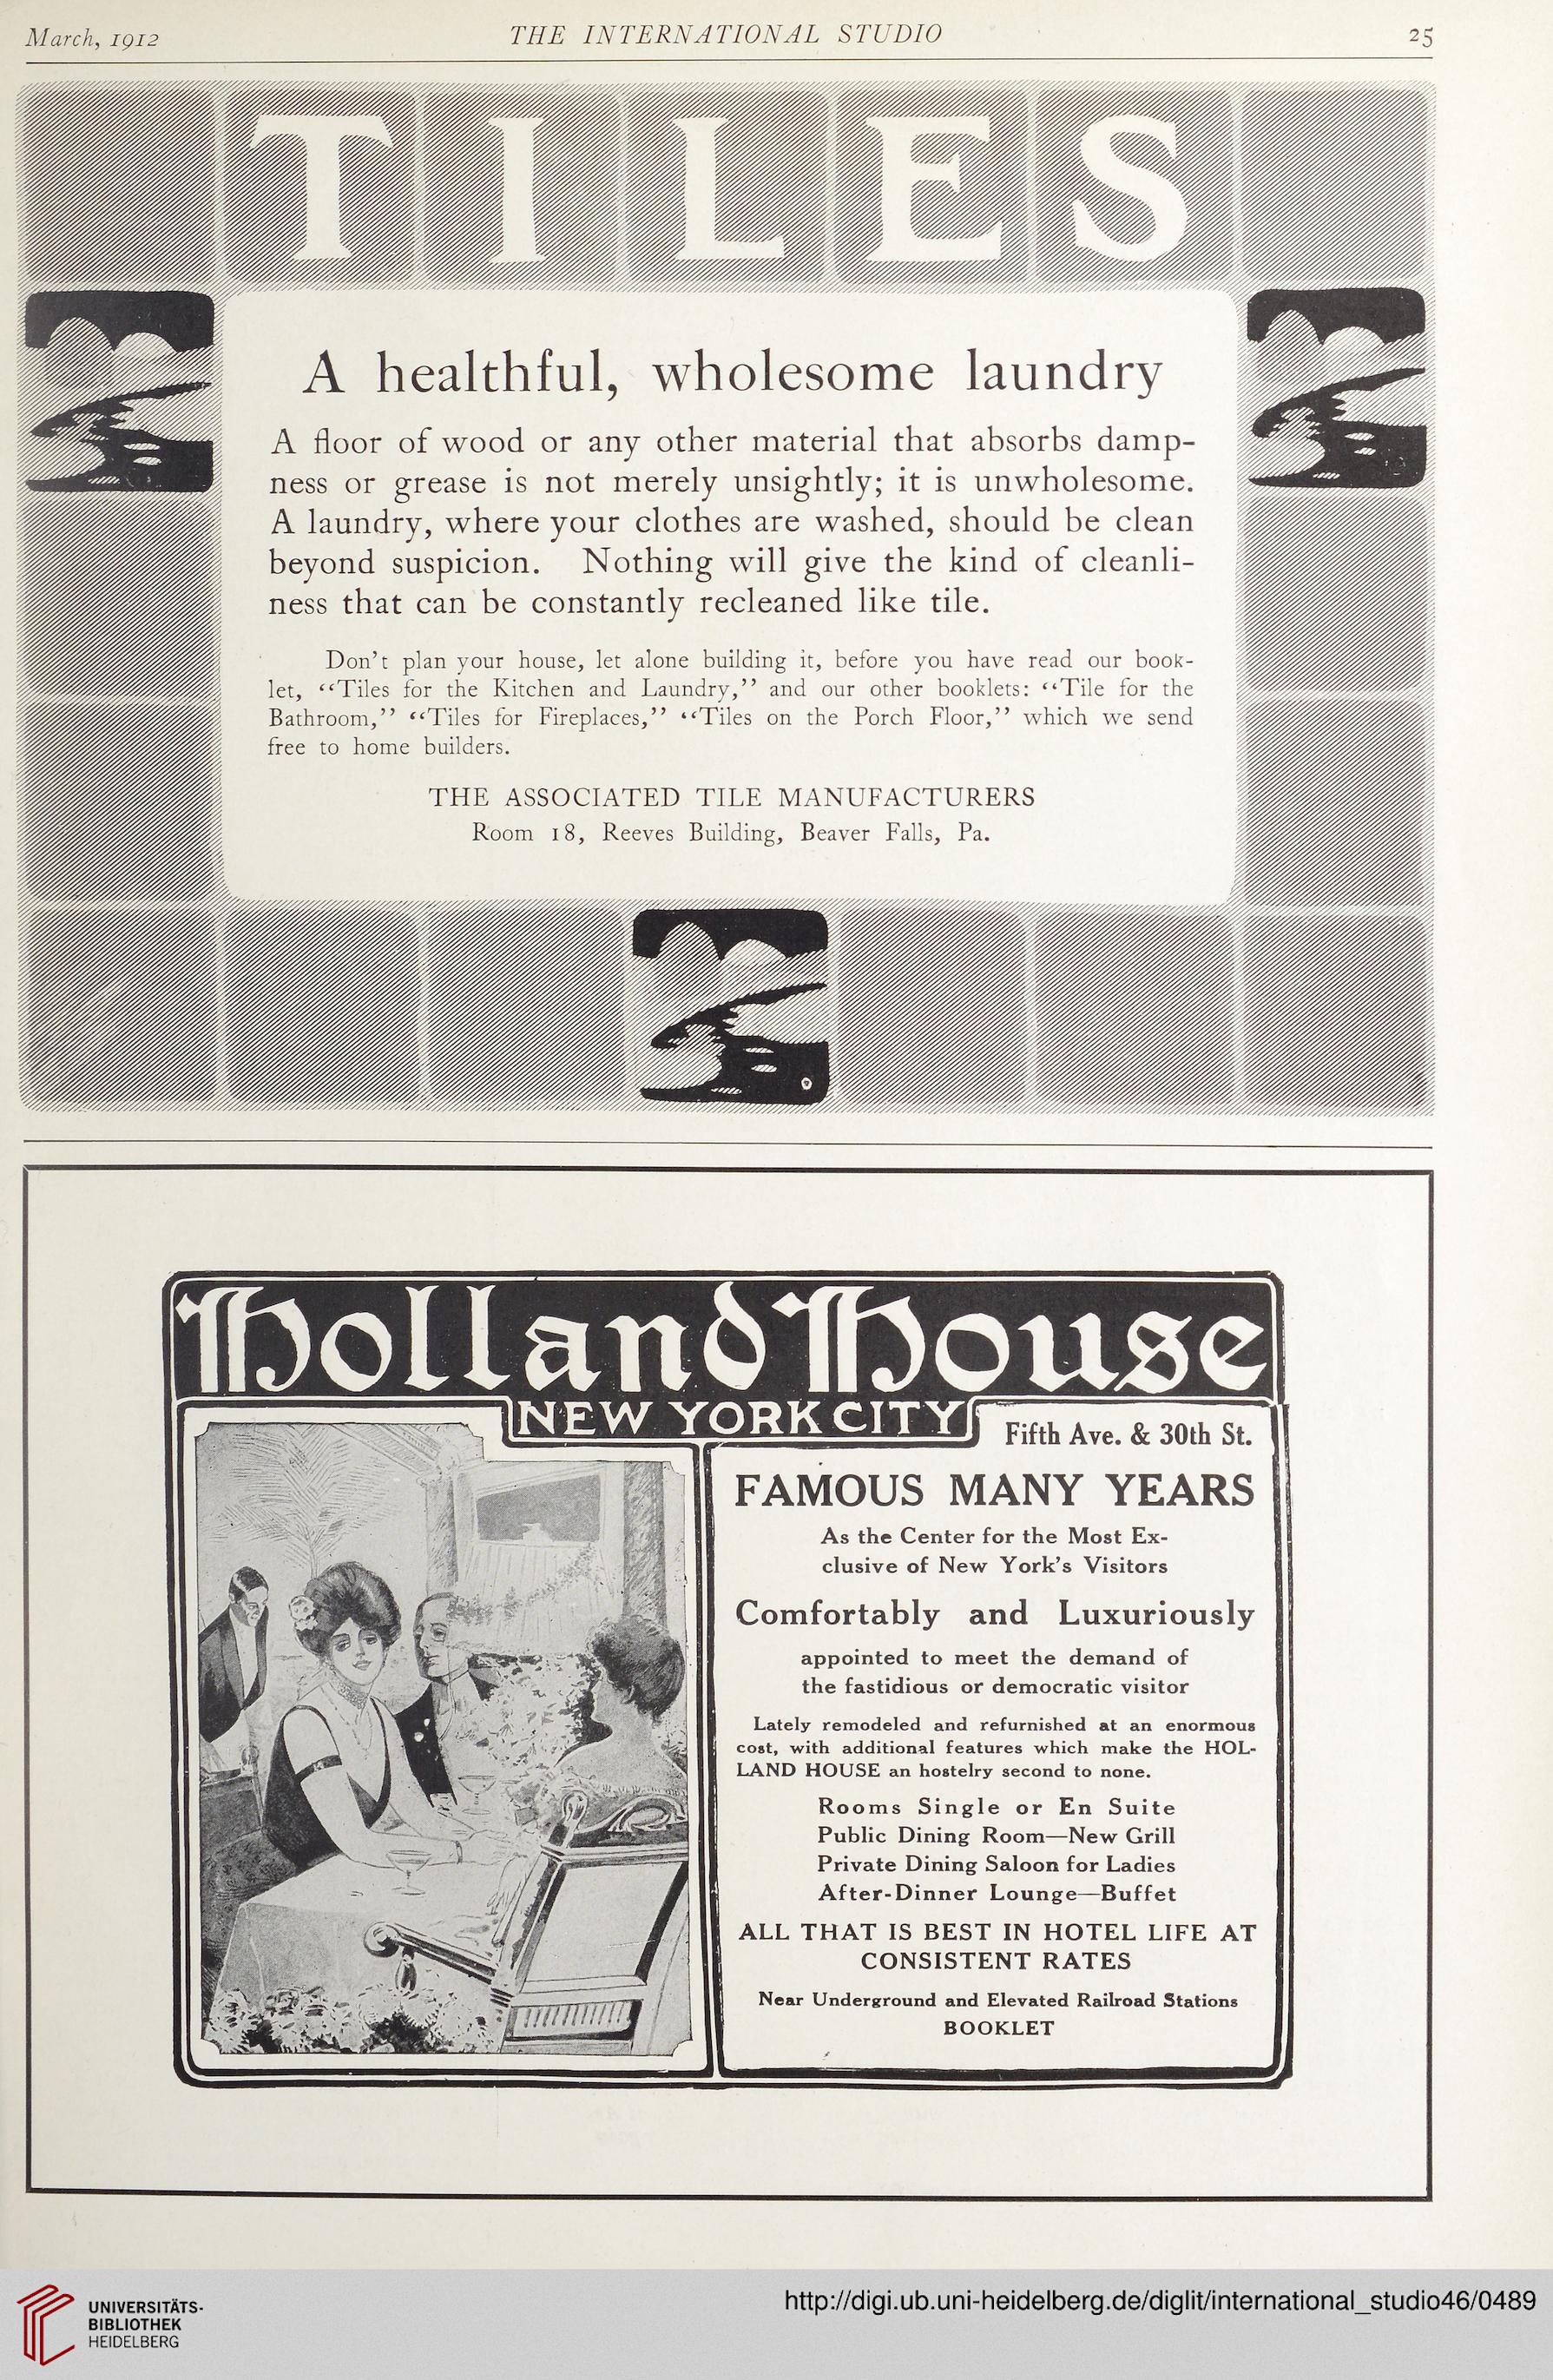 March, 1912
THE INTERNATIONAL STUDIO
25
TILES
A healthful, wholesome laundry
A floor of wood or any other material that absorbs damp-
ness or grease is not merely unsightly; it is unwholesome.
A laundry, where your clothes are washed, should be clean
beyond suspicion. Nothing will give the kind of cleanli-
ness that can be constantly recleaned like tile.
Don't plan your house, let alone building it, before you have read our book-
let, "Tiles for the Kitchen and Laundry," and our other booklets: "Tile for the
Bathroom," "Tiles for Fireplaces," "Tiles on the Porch Floor," which we send
free to home builders.
THE ASSOCIATED TILE MANUFACTURERS
Room 18, Reeves Building, Beaver Falls, Pa.
Holland House
NEW YORK CITY
Fifth Ave. & 30th St.
FAMOUS MANY YEARS
As the Center for the Most Ex-
clusive of New York's Visitors
Comfortably and Luxuriously
appointed to meet the demand of
the fastidious or democratic visitor
Lately remodeled and refurnished at an enormous
cost, with additional features which make the HOL-
LAND HOUSE an hostelry second to none.
Rooms Single or En Suite
Public Dining Room—New Grill
Private Dining Saloon for Ladies
After-Dinner Lounge—Buffet
ALL THAT IS BEST IN HOTEL LIFE AT
CONSISTENT RATES
Near Underground and Elevated Railroad Stations
BOOKLET
UNIVERSITÄTS-
BIBLIOTHEK
HEIDELBERG
http://digi.ub.uni-heidelberg.de/diglit/international_studio46/0489